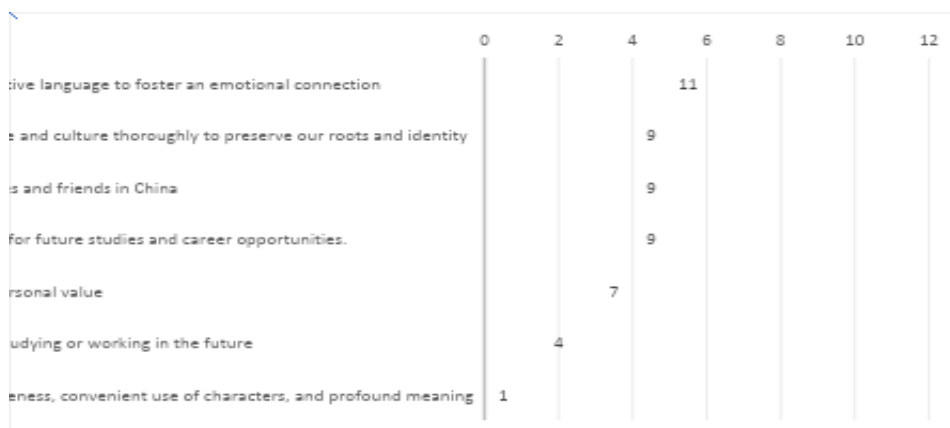 0 2 4 6 8 10 12
tive language to foster an emotional connection 11
e and culture thoroughly to preserve our roots and identity 9
s and friends in China 9
for future studies and career opportunities. 9
rsonal value 7
udying or working in the future 4
eness, convenient use of characters, and profound meaning 1